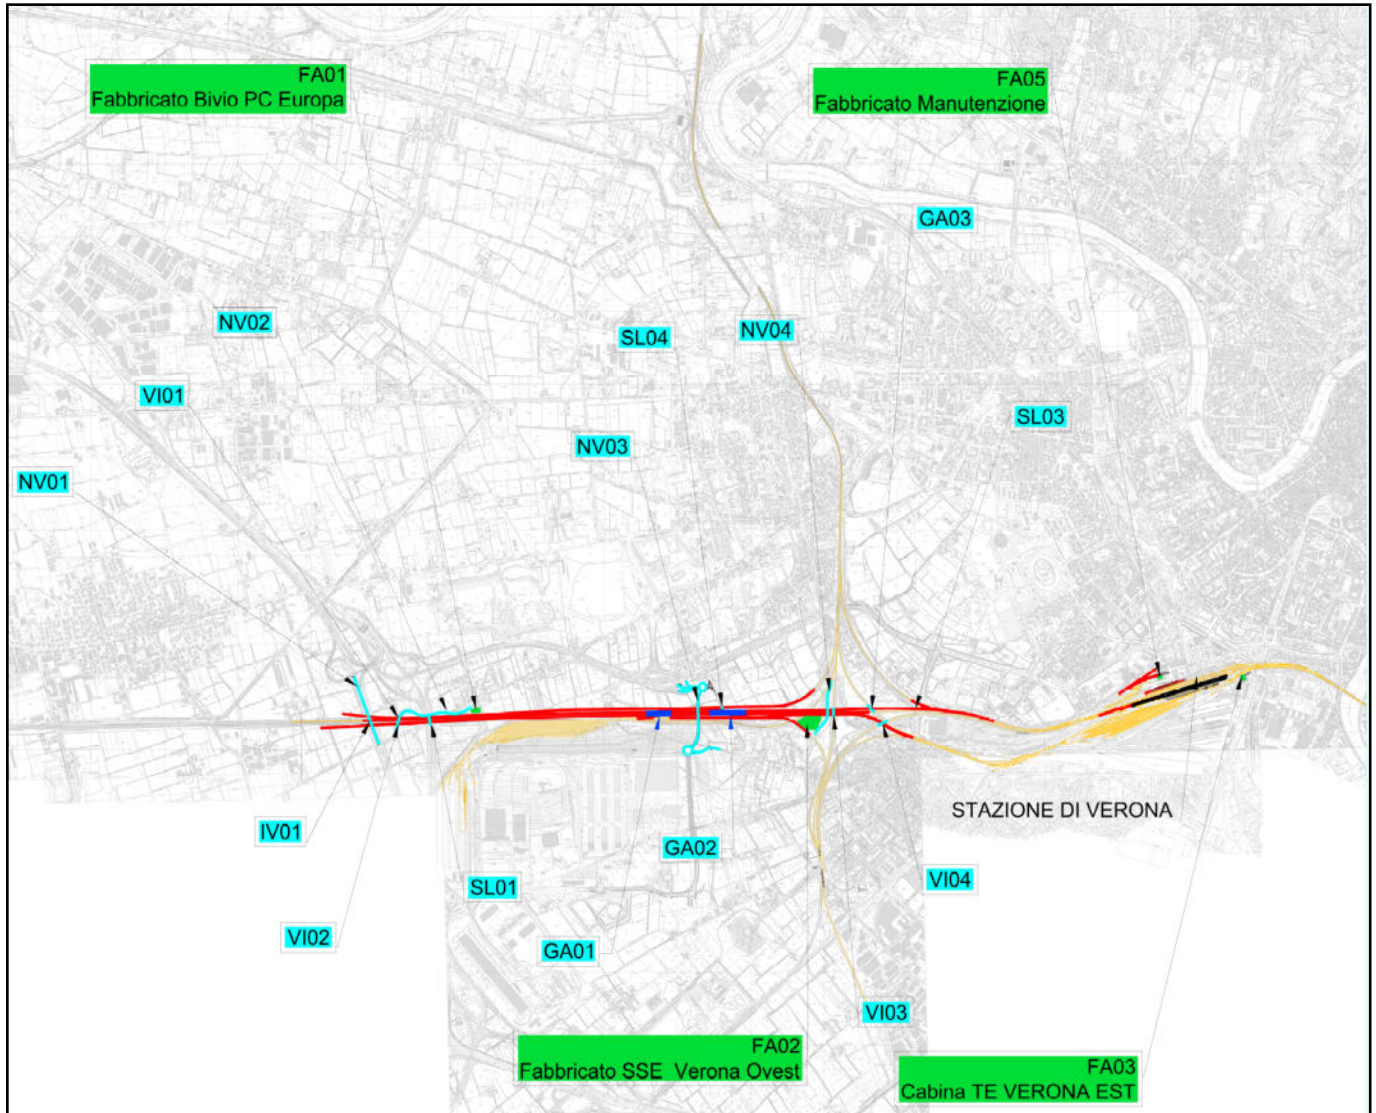 FA01
Fabbricato Bivio PC Europa
FA05
Fabbricato Manutenzione
GA03
NV02
SL04
NV04
VI01
SL03
NV03
NV01
STAZIONE DI VERONA
IV01
GA02
SL01
VI04
VI02
GA01
VI03
FA02
Fabbricato SSE Verona Ovest
FA03
Cabina TE VERONA EST